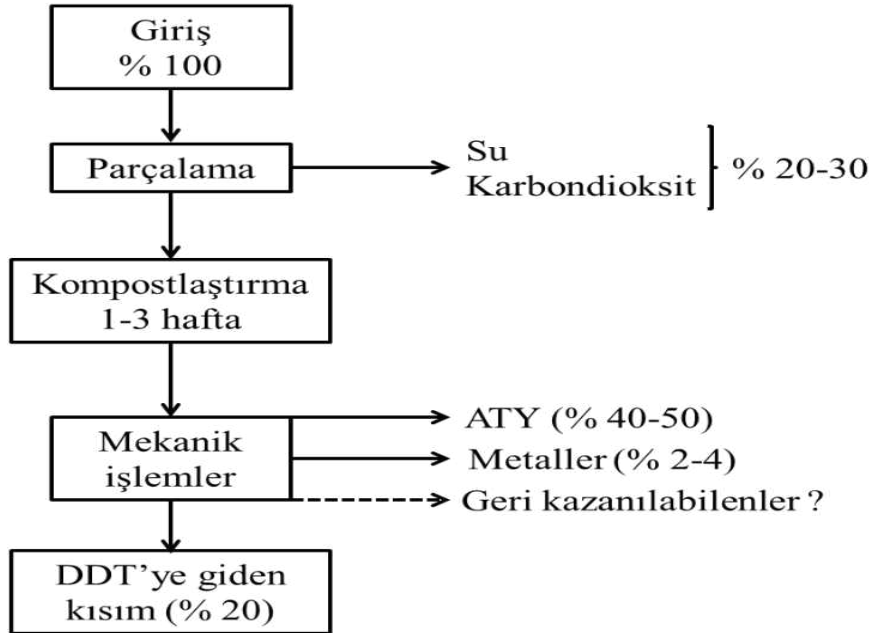 Giriş
% 100
Parçalama
Su
Karbondioksit
% 20-30
Kompostlaştırma
1-3 hafta
Mekanik
işlemler
ATY (% 40-50)
Metaller (% 2-4)
Geri kazanılabilenler ?
DDT’ye giden
kısım (% 20)